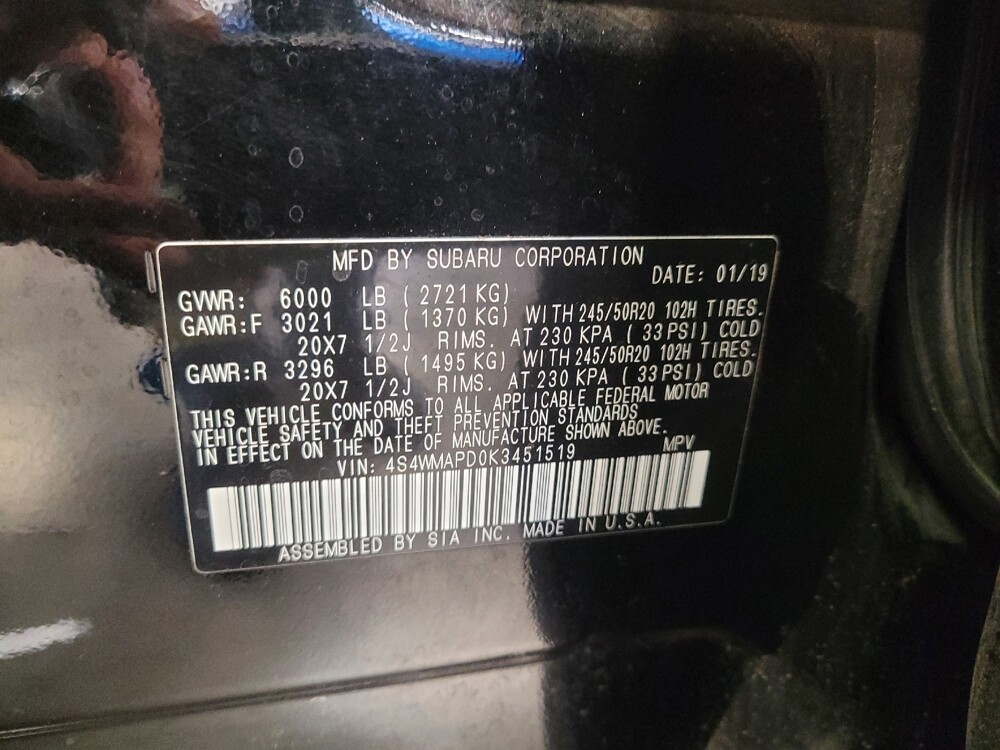 MFD BY SUBARU CORPORATION
DATE: 01/19
GVWR: 6000 LB ( 2721 KG)
GAWR:F 3021 LB ( 1370 KG) WITH 245/50R20 102H TIRES.
20X7 1/2J RIMS. AT 230 KPA ( 33 PSI) COLD
GAWR:R 3296 LB ( 1495 KG) WITH 245/50R20 102H TIRES.
20X7 1/2J RIMS. AT 230 KPA ( 33 PSI) COLD
THIS VEHICLE CONFORMS TO ALL APPLICABLE FEDERAL MOTOR
VEHICLE SAFETY AND THEFT PREVENTION STANDARDS
IN EFFECT ON THE DATE OF MANUFACTURE SHOWN ABOVE.
MPV
VIN: 4S4WMAPD0K3451519
ASSEMBLED BY SIA INC. MADE IN U.S.A.